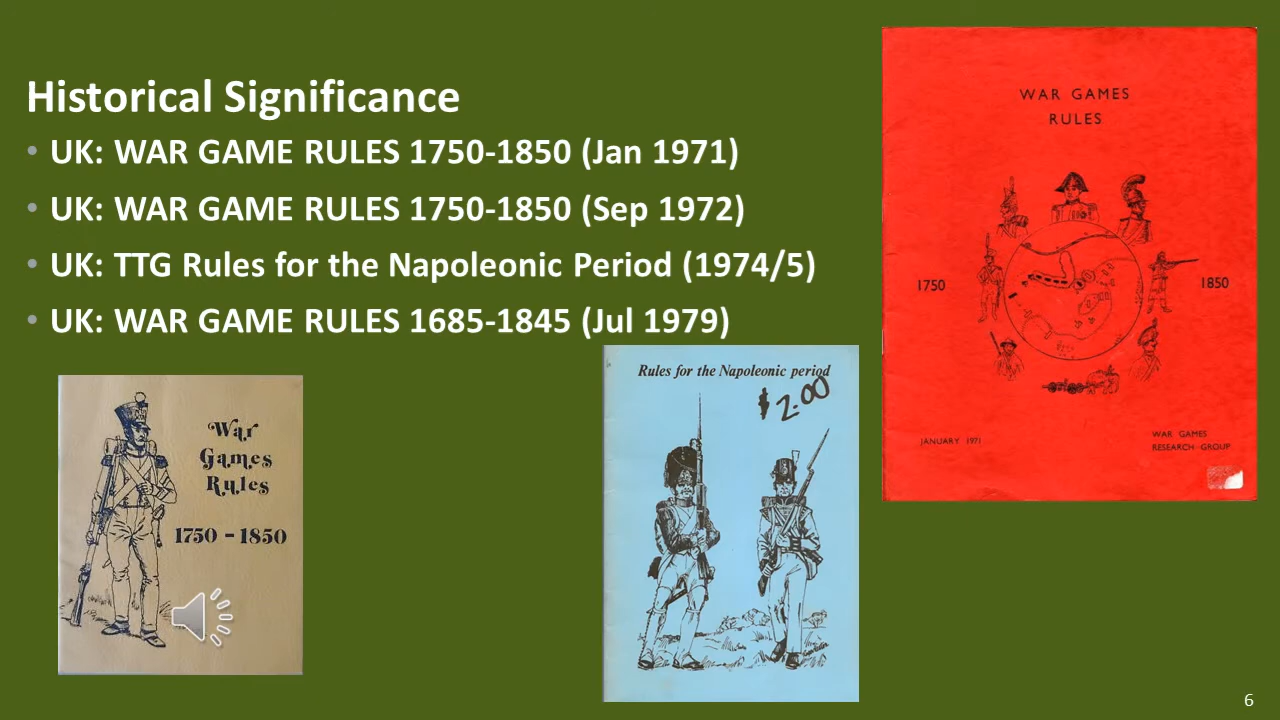 Historical Significance
• UK: WAR GAME RULES 1750-1850 (Jan 1971)
• UK: WAR GAME RULES 1750-1850 (Sep 1972)
• UK: TTG Rules for the Napoleonic Period (1974/5)
• UK: WAR GAME RULES 1685-1845 (Jul 1979)
WAR GAMES
RULES
1750
1850
JANUARY 1971
WAR GAMES
RESEARCH GROUP
War
Games
Rules
1750 - 1850
Rules for the Napoleonic period
$2.00
6